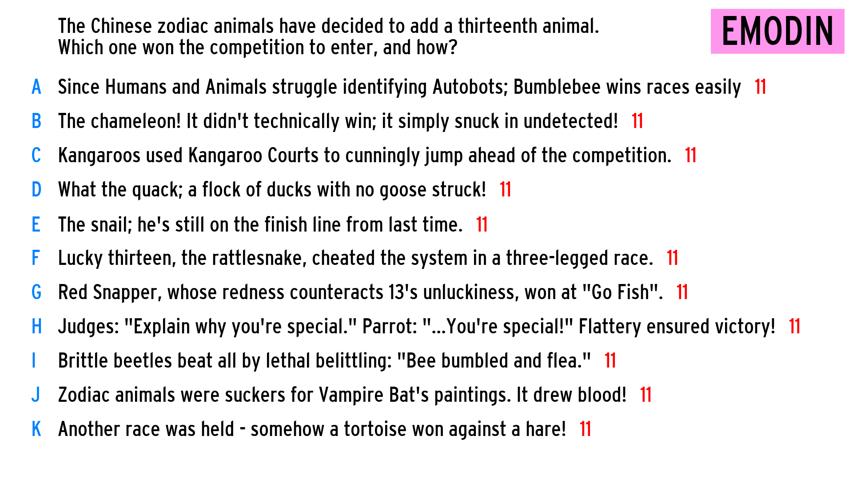 The Chinese zodiac animals have decided to add a thirteenth animal.
Which one won the competition to enter, and how?
EMODIN
A Since Humans and Animals struggle identifying Autobots; Bumblebee wins races easily 11
B The chameleon! It didn't technically win; it simply snuck in undetected! 11
C Kangaroos used Kangaroo Courts to cunningly jump ahead of the competition. 11
D What the quack; a flock of ducks with no goose struck! 11
E The snail; he's still on the finish line from last time. 11
F Lucky thirteen, the rattlesnake, cheated the system in a three-legged race. 11
G Red Snapper, whose redness counteracts 13's unluckiness, won at "Go Fish". 11
H Judges: "Explain why you're special." Parrot: "...You're special!" Flattery ensured victory! 11
I Brittle beetles beat all by lethal belittling: "Bee bumbled and flea." 11
J Zodiac animals were suckers for Vampire Bat's paintings. It drew blood! 11
K Another race was held - somehow a tortoise won against a hare! 11